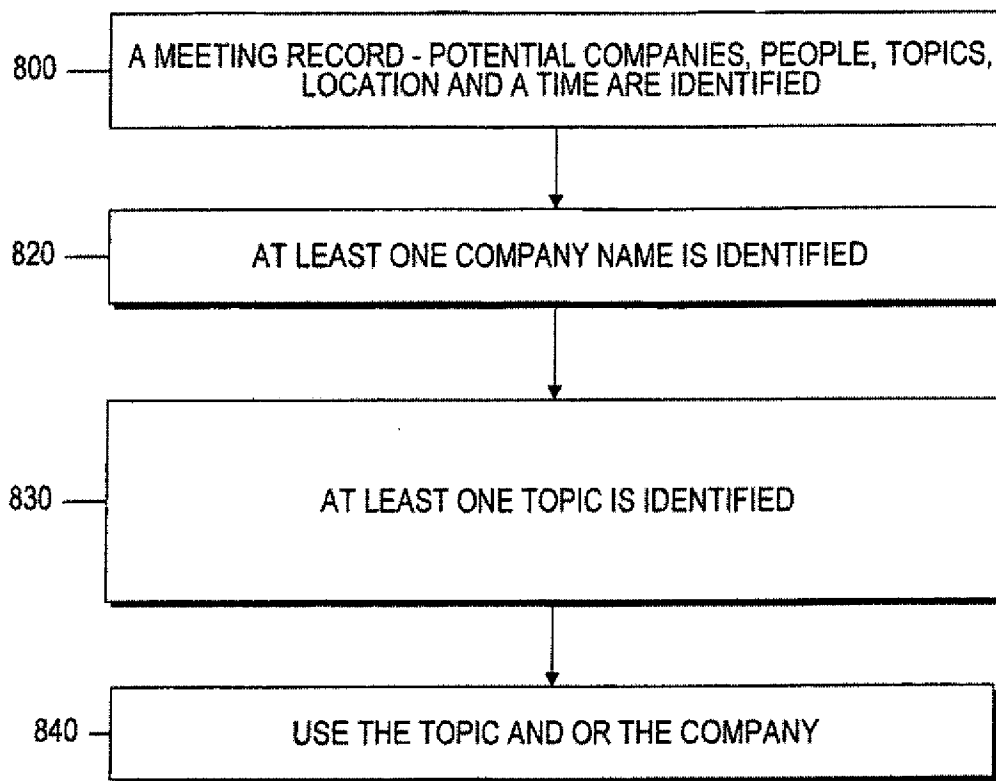 800 A MEETING RECORD - POTENTIAL COMPANIES, PEOPLE, TOPICS,
LOCATION AND A TIME ARE IDENTIFIED
820 AT LEAST ONE COMPANY NAME IS IDENTIFIED
830 AT LEAST ONE TOPIC IS IDENTIFIED
840 USE THE TOPIC AND OR THE COMPANY